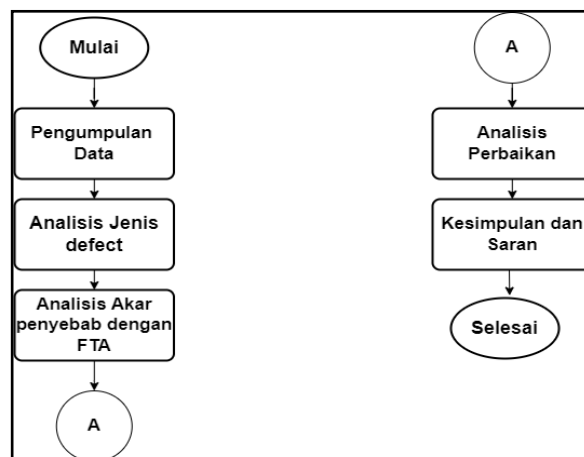 Mulai
Pengumpulan
Data
Analisis Jenis
defect
Analisis Akar
penyebab dengan
FTA
A
A
Analisis
Perbaikan
Kesimpulan dan
Saran
Selesai